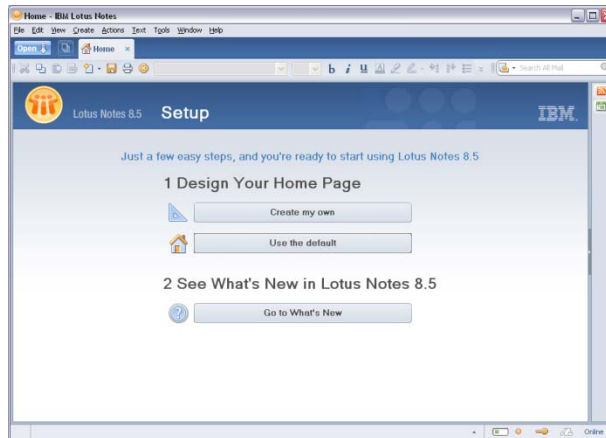 Home - IBM Lotus Notes
File Edit View Create Actions Text Tools Window Help
Open Home ×
b i u Search All Mail
Lotus Notes 8.5 Setup IBM.
Just a few easy steps, and you're ready to start using Lotus Notes 8.5
1 Design Your Home Page
Create my own
Use the default
2 See What's New in Lotus Notes 8.5
? Go to What's New
Online